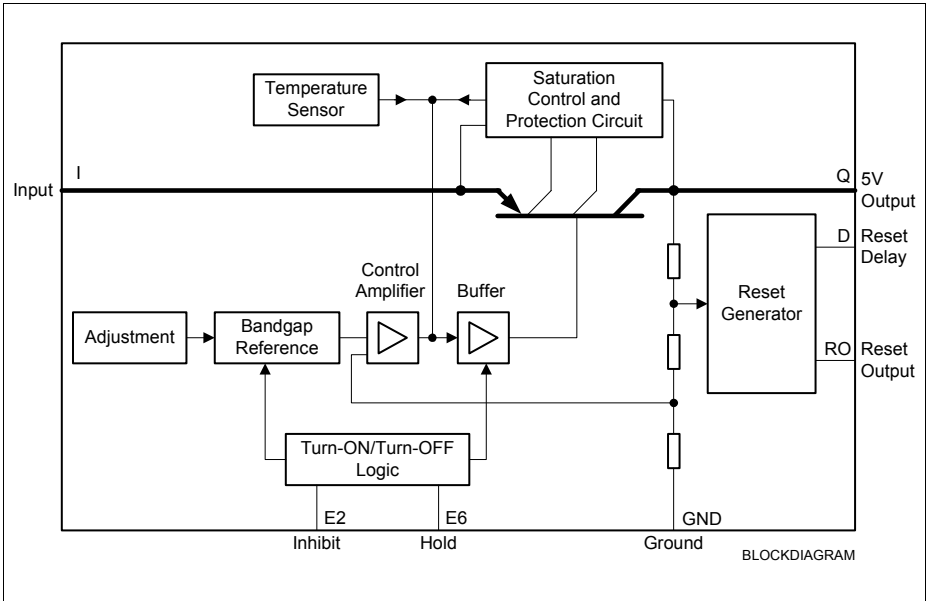 Temperature
Sensor
Saturation
Control and
Protection Circuit
I
Input
Q
5V
Output
D
Reset
Delay
Control
Amplifier
Buffer
Reset
Generator
Adjustment
Bandgap
Reference
RO
Reset
Output
Turn-ON/Turn-OFF
Logic
E2
E6
GND
Inhibit
Hold
Ground
BLOCKDIAGRAM